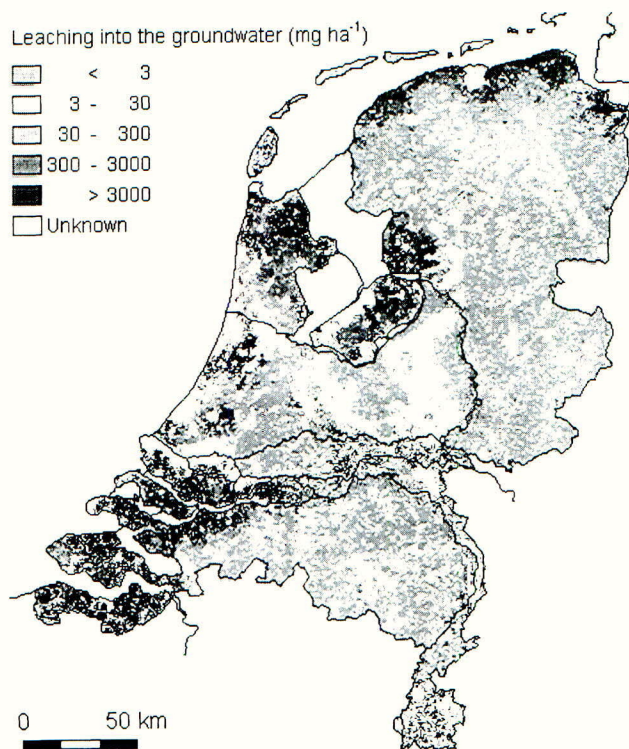 Leaching into the groundwater (mg ha⁻¹)
< 3
3 - 30
30 - 300
300 - 3000
> 3000
Unknown
0 50 km